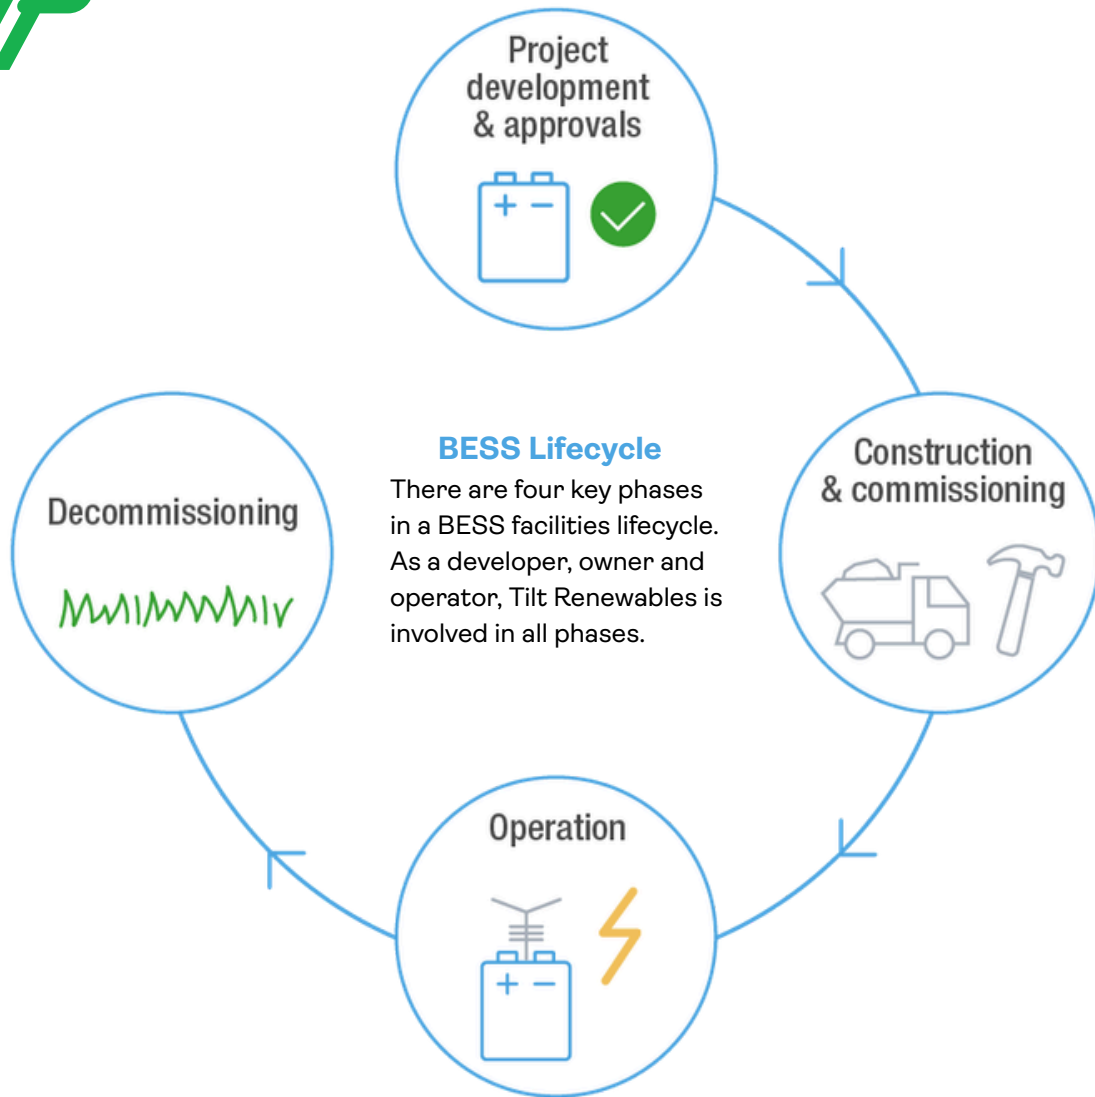 Project
development
& approvals
Construction
& commissioning
BESS Lifecycle
There are four key phases
in a BESS facilities lifecycle.
As a developer, owner and
operator, Tilt Renewables is
involved in all phases.
Decommissioning
Operation